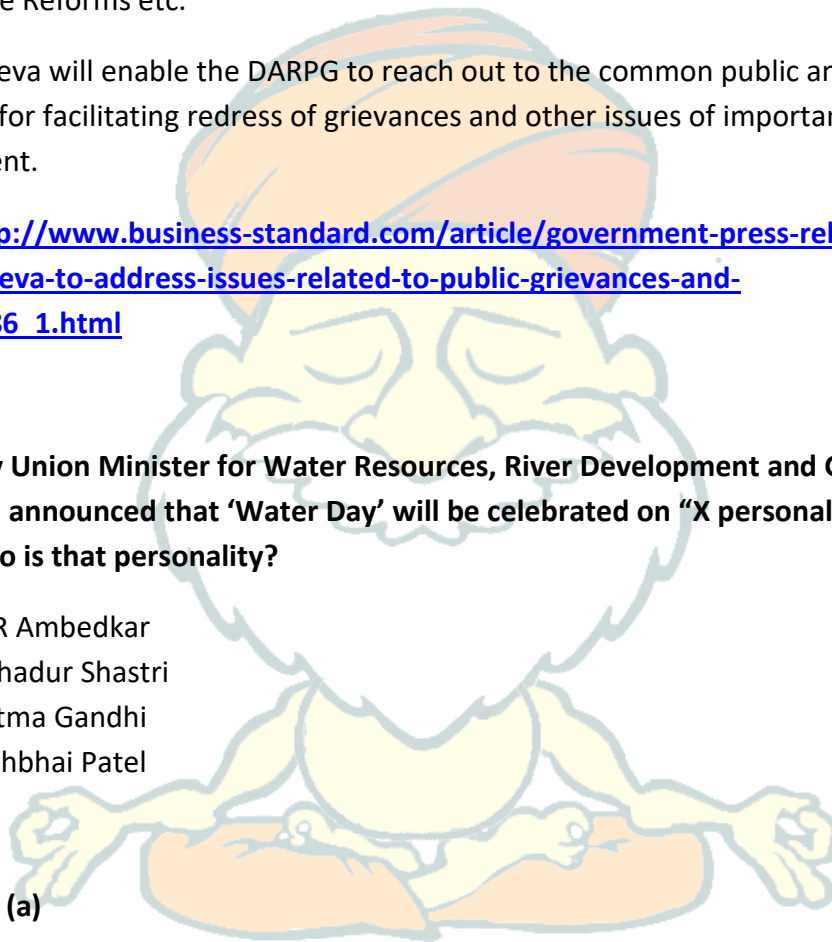 e Reforms etc.
eva will enable the DARPG to reach out to the common public an
for facilitating redress of grievances and other issues of importan
ent.
p://www.business-standard.com/article/government-press-rel
eva-to-address-issues-related-to-public-grievances-and-
36_1.html
Union Minister for Water Resources, River Development and G
announced that ‘Water Day’ will be celebrated on “X personal
o is that personality?
R Ambedkar
hadur Shastri
tma Gandhi
hbhai Patel
(a)